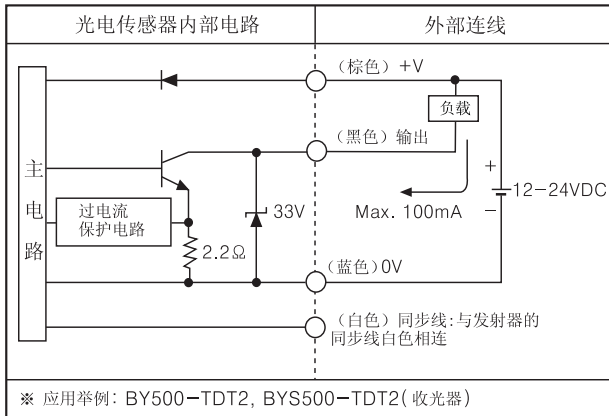 光电传感器内部电路
外部连线
(棕色) +V
负载
(黑色) 输出
主电路
过电流
保护电路
33V
2.2Ω
Max. 100mA
+
12-24VDC
-
(蓝色)0V
(白色) 同步线:与发射器的
同步线白色相连
※ 应用举例: BY500-TDT2, BYS500-TDT2(收光器)